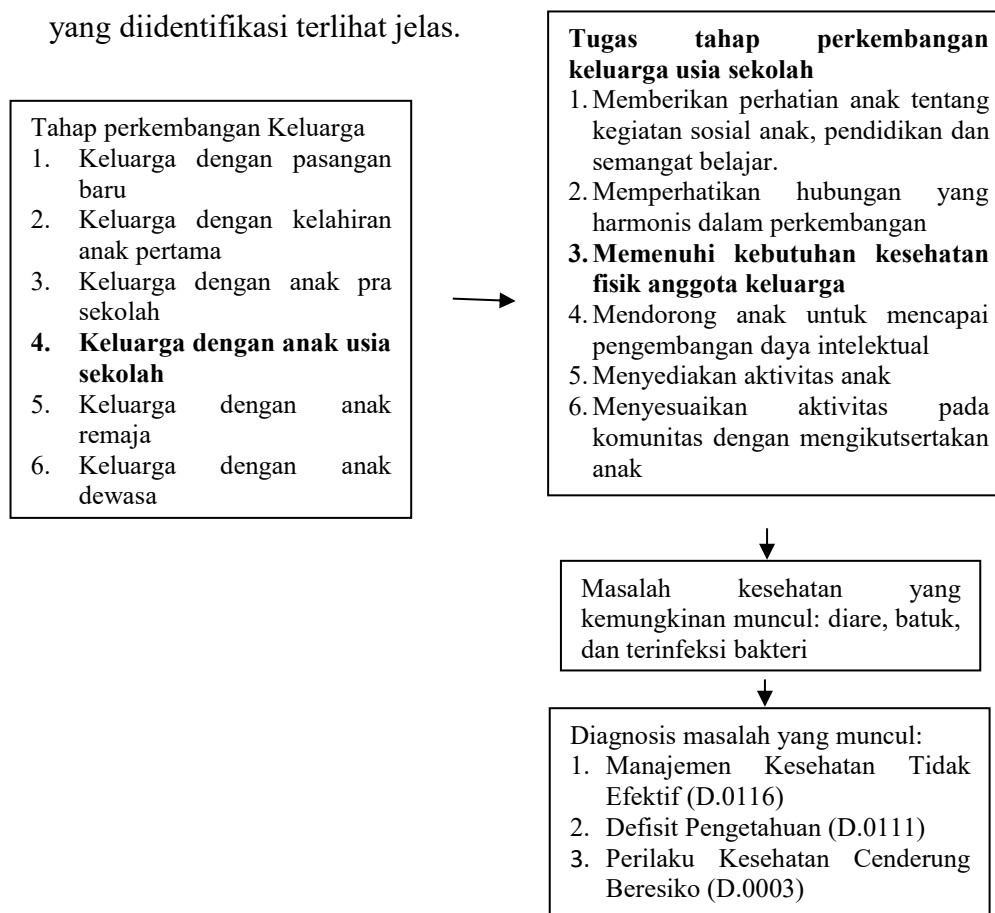 yang diidentifikasi terlihat jelas.
Tahap perkembangan Keluarga
1. Keluarga dengan pasangan
baru
2. Keluarga dengan kelahiran
anak pertama
3. Keluarga dengan anak pra
sekolah
4. Keluarga dengan anak usia
sekolah
5. Keluarga dengan anak
remaja
6. Keluarga dengan anak
dewasa
Tugas tahap perkembangan
keluarga usia sekolah
1. Memberikan perhatian anak tentang
kegiatan sosial anak, pendidikan dan
semangat belajar.
2. Memperhatikan hubungan yang
harmonis dalam perkembangan
3. Memenuhi kebutuhan kesehatan
fisik anggota keluarga
4. Mendorong anak untuk mencapai
pengembangan daya intelektual
5. Menyediakan aktivitas anak
6. Menyesuaikan aktivitas pada
komunitas dengan mengikutsertakan
anak
Masalah kesehatan yang
kemungkinan muncul: diare, batuk,
dan terinfeksi bakteri
Diagnosis masalah yang muncul:
1. Manajemen Kesehatan Tidak
Efektif (D.0116)
2. Defisit Pengetahuan (D.0111)
3. Perilaku Kesehatan Cenderung
Beresiko (D.0003)